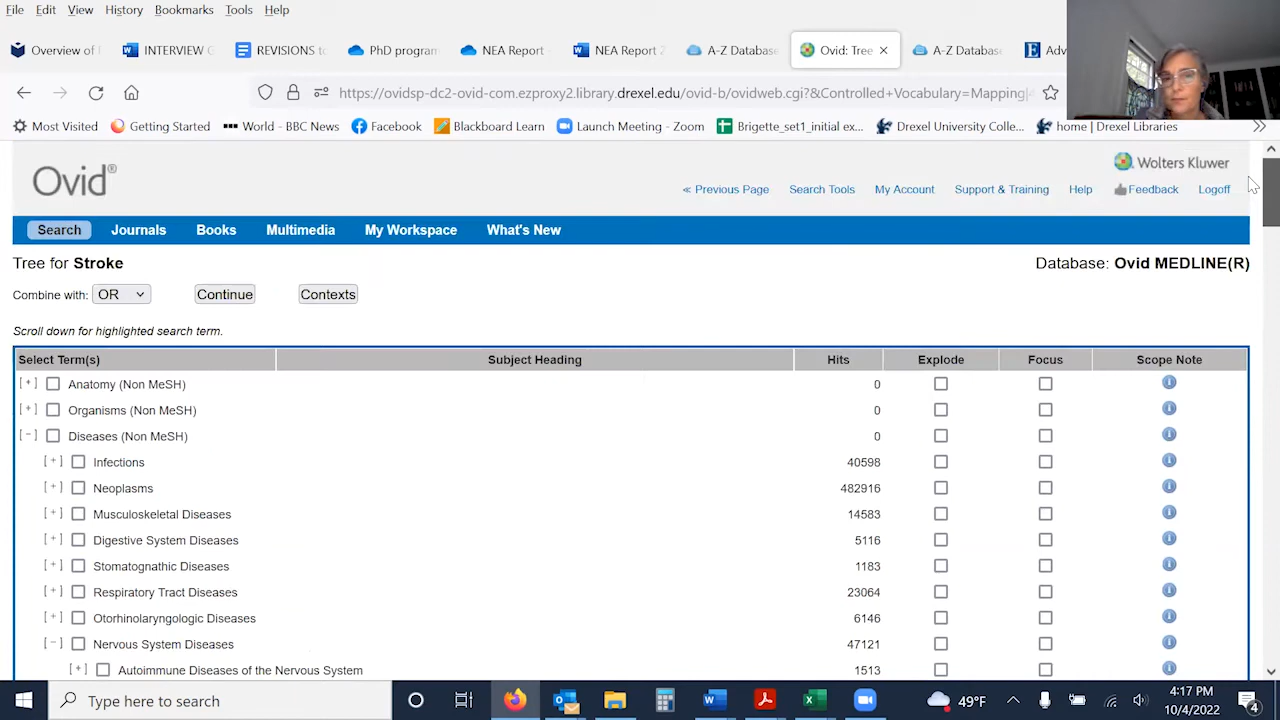 File Edit View History Bookmarks Tools Help
Overview of INTERVIEW REVISIONS to PhD program NEA Report NEA Report 2 A-Z Database Ovid: Tree × A-Z Database Adv
https://ovidsp-dc2-ovid-com.ezproxy2.library.drexel.edu/ovid-b/ovidweb.cgi?&Controlled+Vocabulary=Mapping|
Most Visited Getting Started World - BBC News Facebook Blackboard Learn Launch Meeting - Zoom Brigette_set1_initial ex... Drexel University Colle... home | Drexel Libraries
Ovid®
Wolters Kluwer
« Previous Page Search Tools My Account Support & Training Help Feedback Logoff
Search Journals Books Multimedia My Workspace What's New
Tree for Stroke Database: Ovid MEDLINE(R)
Combine with: OR Continue Contexts
Scroll down for highlighted search term.
Select Term(s) Subject Heading Hits Explode Focus Scope Note
[+] Anatomy (Non MeSH) 0
[+] Organisms (Non MeSH) 0
[-] Diseases (Non MeSH) 0
[+] Infections 40598
[+] Neoplasms 482916
[+] Musculoskeletal Diseases 14583
[+] Digestive System Diseases 5116
[+] Stomatognathic Diseases 1183
[+] Respiratory Tract Diseases 23064
[+] Otorhinolaryngologic Diseases 6146
[-] Nervous System Diseases 47121
[+] Autoimmune Diseases of the Nervous System 1513
Type here to search 49°F 4:17 PM
10/4/2022 4